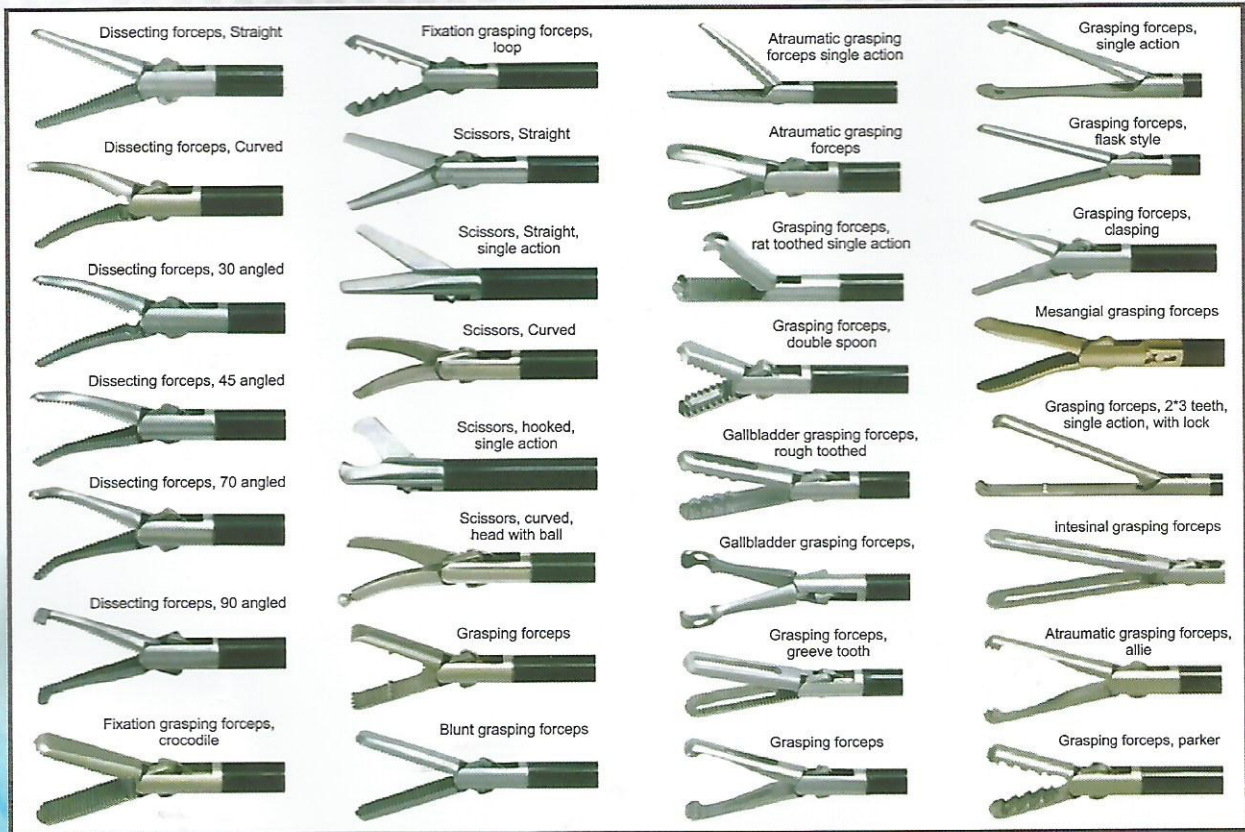 Dissecting forceps, Straight
Dissecting forceps, Curved
Dissecting forceps, 30 angled
Dissecting forceps, 45 angled
Dissecting forceps, 70 angled
Dissecting forceps, 90 angled
Fixation grasping forceps,
crocodile
Fixation grasping forceps,
loop
Scissors, Straight
Scissors, Straight,
single action
Scissors, Curved
Scissors, hooked,
single action
Scissors, curved,
head with ball
Grasping forceps
Blunt grasping forceps
Atraumatic grasping
forceps single action
Atraumatic grasping
forceps
Grasping forceps,
rat toothed single action
Grasping forceps,
double spoon
Gallbladder grasping forceps,
rough toothed
Gallbladder grasping forceps,
Grasping forceps,
greeve tooth
Grasping forceps
Grasping forceps,
single action
Grasping forceps,
flask style
Grasping forceps,
clasping
Mesangial grasping forceps
Grasping forceps, 2*3 teeth,
single action, with lock
intesinal grasping forceps
Atraumatic grasping forceps,
allie
Grasping forceps, parker